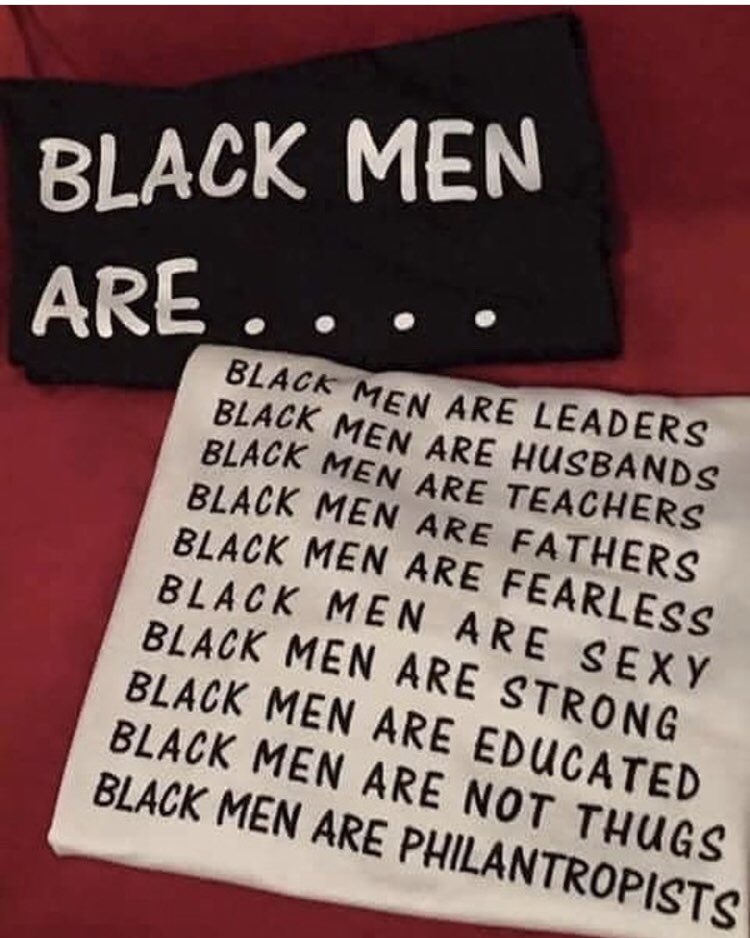 BLACK MEN
ARE....
BLACK MEN ARE LEADERS
BLACK MEN ARE HUSBANDS
BLACK MEN ARE TEACHERS
BLACK MEN ARE FATHERS
BLACK MEN ARE FEARLESS
BLACK MEN ARE SEXY
BLACK MEN ARE STRONG
BLACK MEN ARE EDUCATED
BLACK MEN ARE NOT THUGS
BLACK MEN ARE PHILANTROPISTS